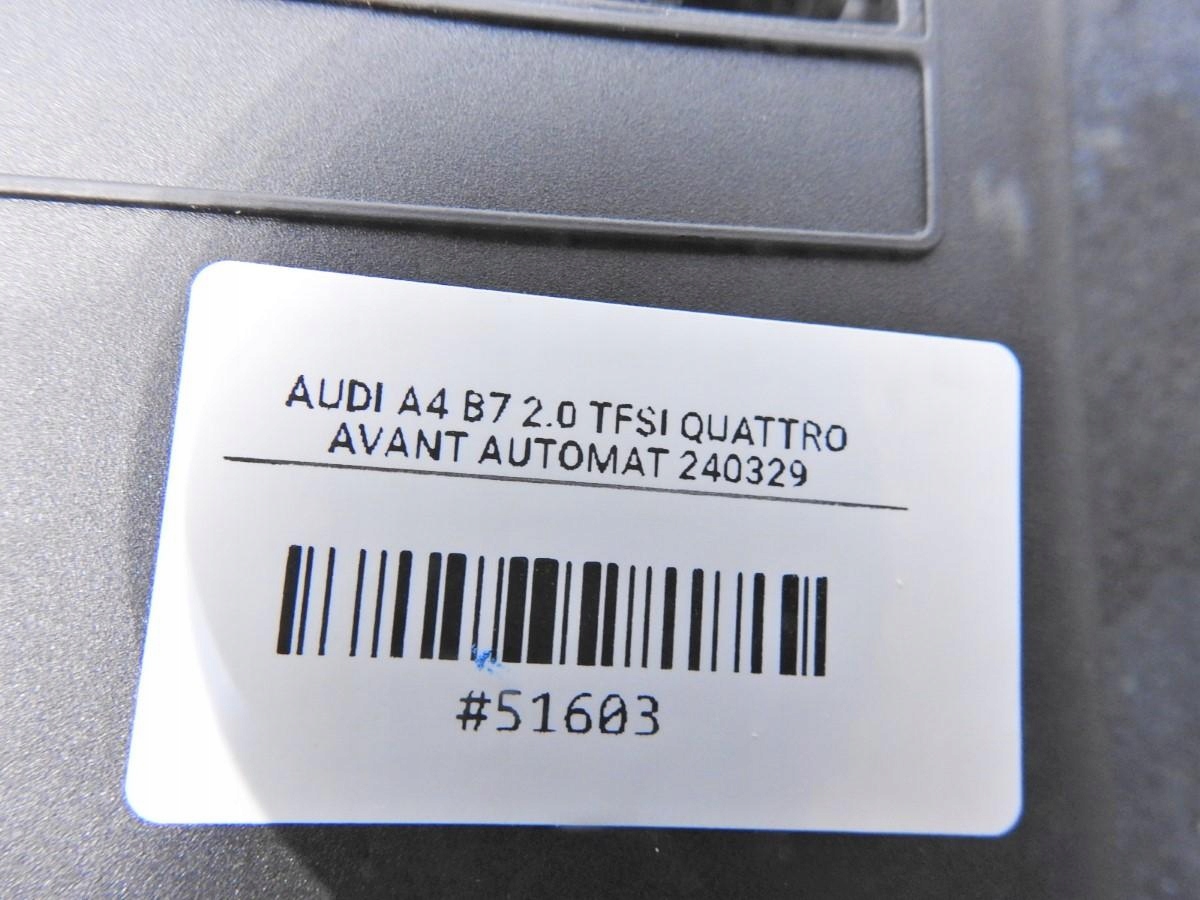 AUDI A4 B7 2.0 TFSI QUATTRO
AVANT AUTOMAT 240329
#51603